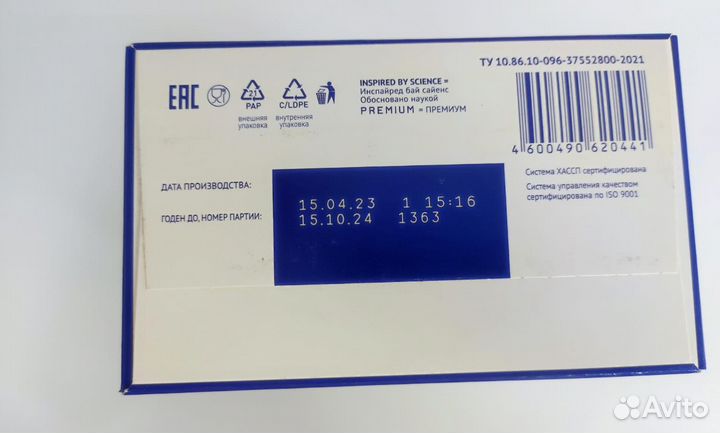 ТУ 10.86.10-096-37552800-2021
EAC
21
PAP
внешняя
упаковка
C/LDPE
внутренняя
упаковка
INSPIRED BY SCIENCE =
Инспайред бай сайенс
Обосновано наукой
PREMIUM = ПРЕМИУМ
4 600490 620441
Система ХАССП сертифицирована
Система управления качеством
сертифицирована по ISO 9001
ДАТА ПРОИЗВОДСТВА:
15.04.23 1 15:16
ГОДЕН ДО, НОМЕР ПАРТИИ:
15.10.24 1363
Avito